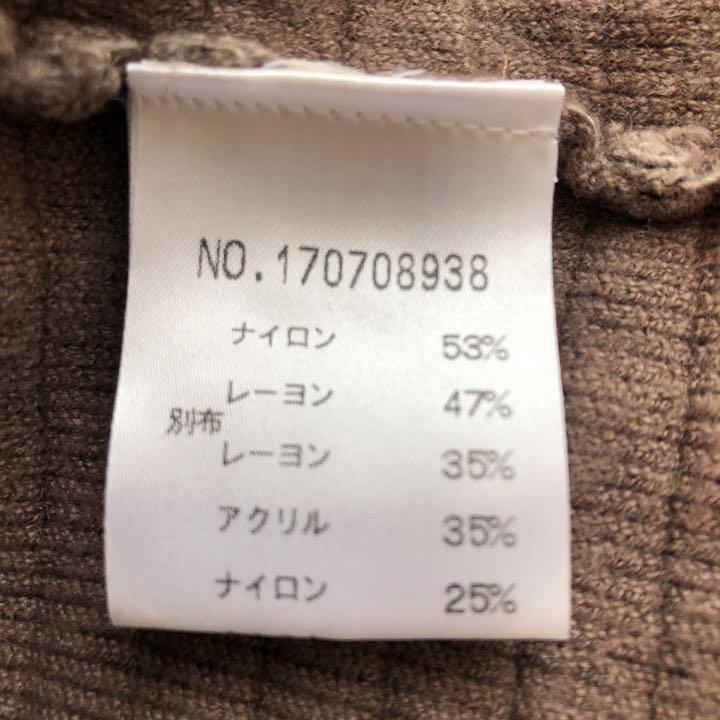 NO.170708938
ナイロン 53%
レーヨン 47%
別布
レーヨン 35%
アクリル 35%
ナイロン 25%